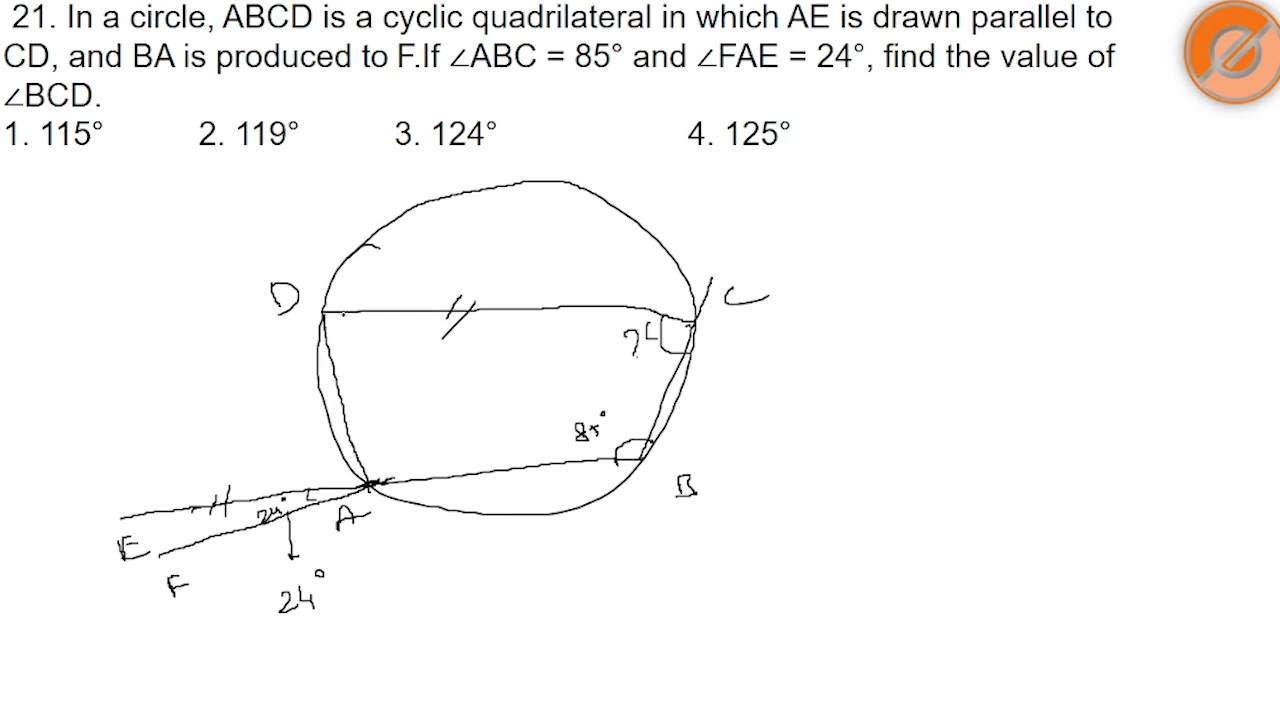 21. In a circle, ABCD is a cyclic quadrilateral in which AE is drawn parallel to
CD, and BA is produced to F.If ∠ABC = 85° and ∠FAE = 24°, find the value of
∠BCD.
1. 115° 2. 119° 3. 124° 4. 125°
D
C
?
85°
B
24
A
E
F
24°